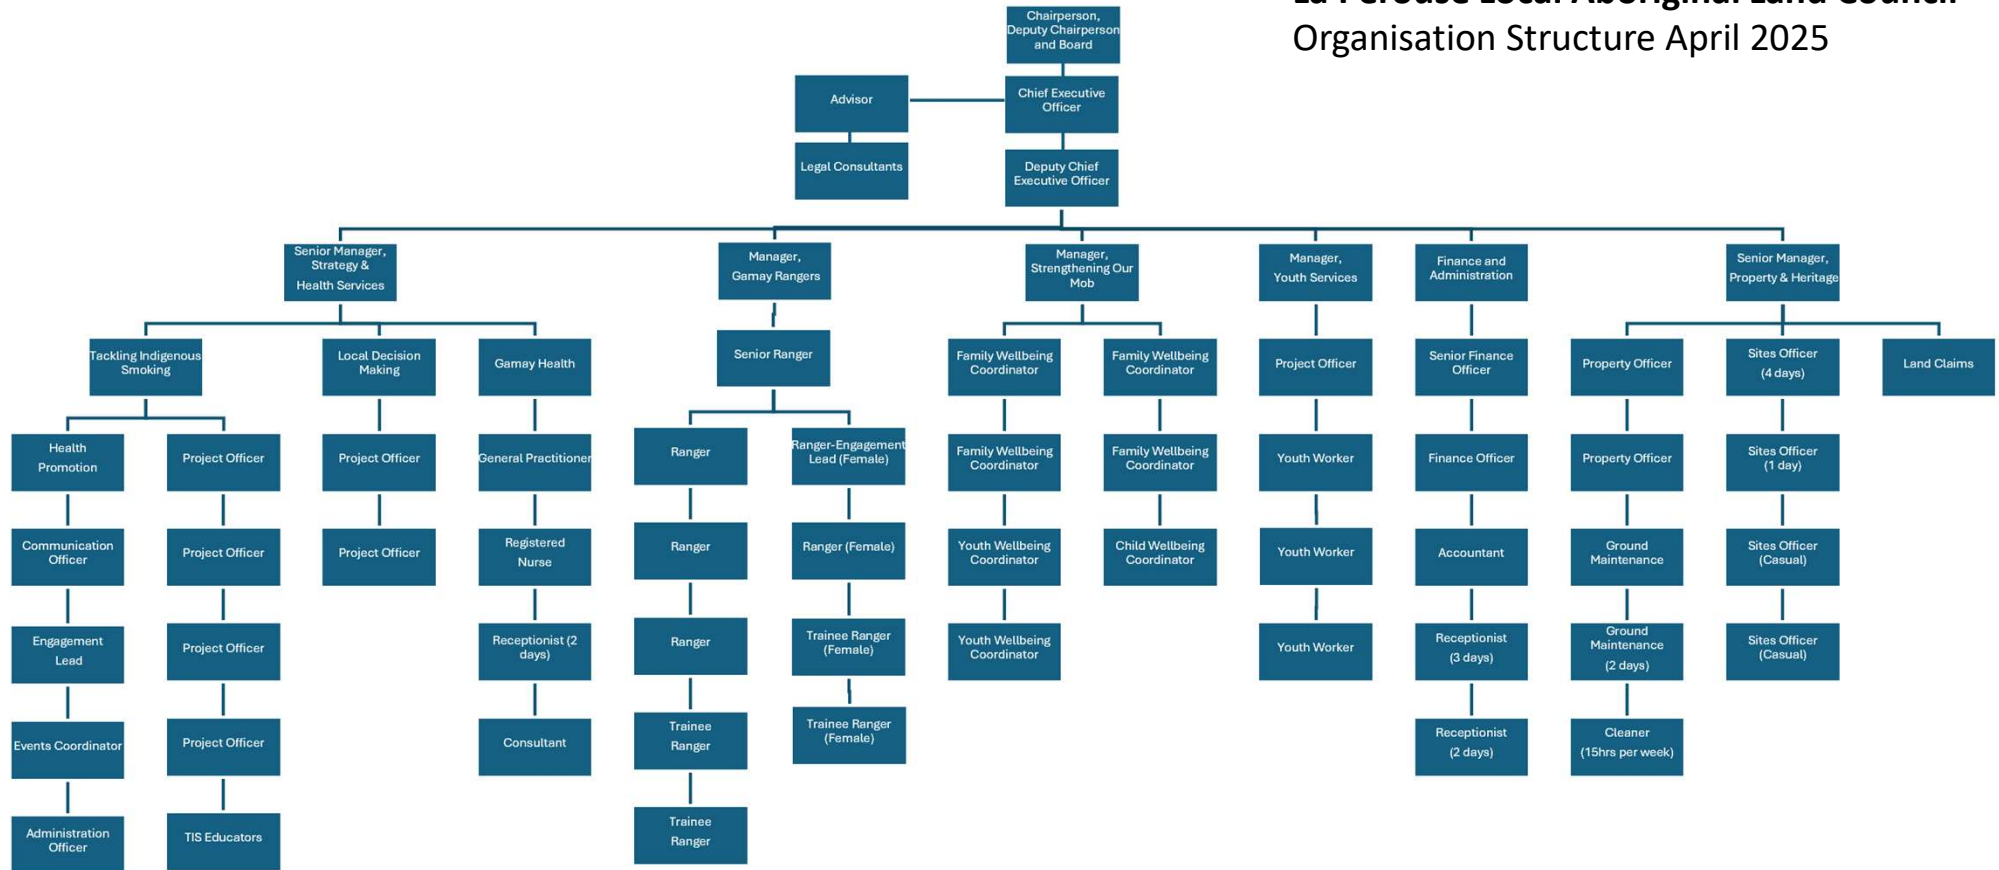 La Perouse Local Aboriginal Land Council
Organisation Structure April 2025
Chairperson,
Deputy Chairperson
and Board
Advisor
Chief Executive
Officer
Legal Consultants
Deputy Chief
Executive Officer
Senior Manager,
Strategy &
Health Services
Manager,
Gamay Rangers
Manager,
Strengthening Our
Mob
Manager,
Youth Services
Finance and
Administration
Senior Manager,
Property & Heritage
Tackling Indigenous
Smoking
Local Decision
Making
Gamay Health
Senior Ranger
Family Wellbeing
Coordinator
Family Wellbeing
Coordinator
Project Officer
Senior Finance
Officer
Property Officer
Sites Officer
(4 days)
Land Claims
Health
Promotion
Project Officer
Project Officer
General Practitioner
Ranger
Ranger-Engagement
Lead (Female)
Family Wellbeing
Coordinator
Family Wellbeing
Coordinator
Youth Worker
Finance Officer
Property Officer
Sites Officer
(1 day)
Communication
Officer
Project Officer
Project Officer
Registered
Nurse
Ranger
Ranger (Female)
Youth Wellbeing
Coordinator
Child Wellbeing
Coordinator
Youth Worker
Accountant
Ground
Maintenance
Sites Officer
(Casual)
Engagement
Lead
Project Officer
Receptionist (2
days)
Ranger
Trainee Ranger
(Female)
Youth Wellbeing
Coordinator
Youth Worker
Receptionist
(3 days)
Ground
Maintenance
(2 days)
Sites Officer
(Casual)
Events Coordinator
Project Officer
Consultant
Trainee
Ranger
Trainee Ranger
(Female)
Receptionist
(2 days)
Cleaner
(15hrs per week)
Administration
Officer
TIS Educators
Trainee
Ranger